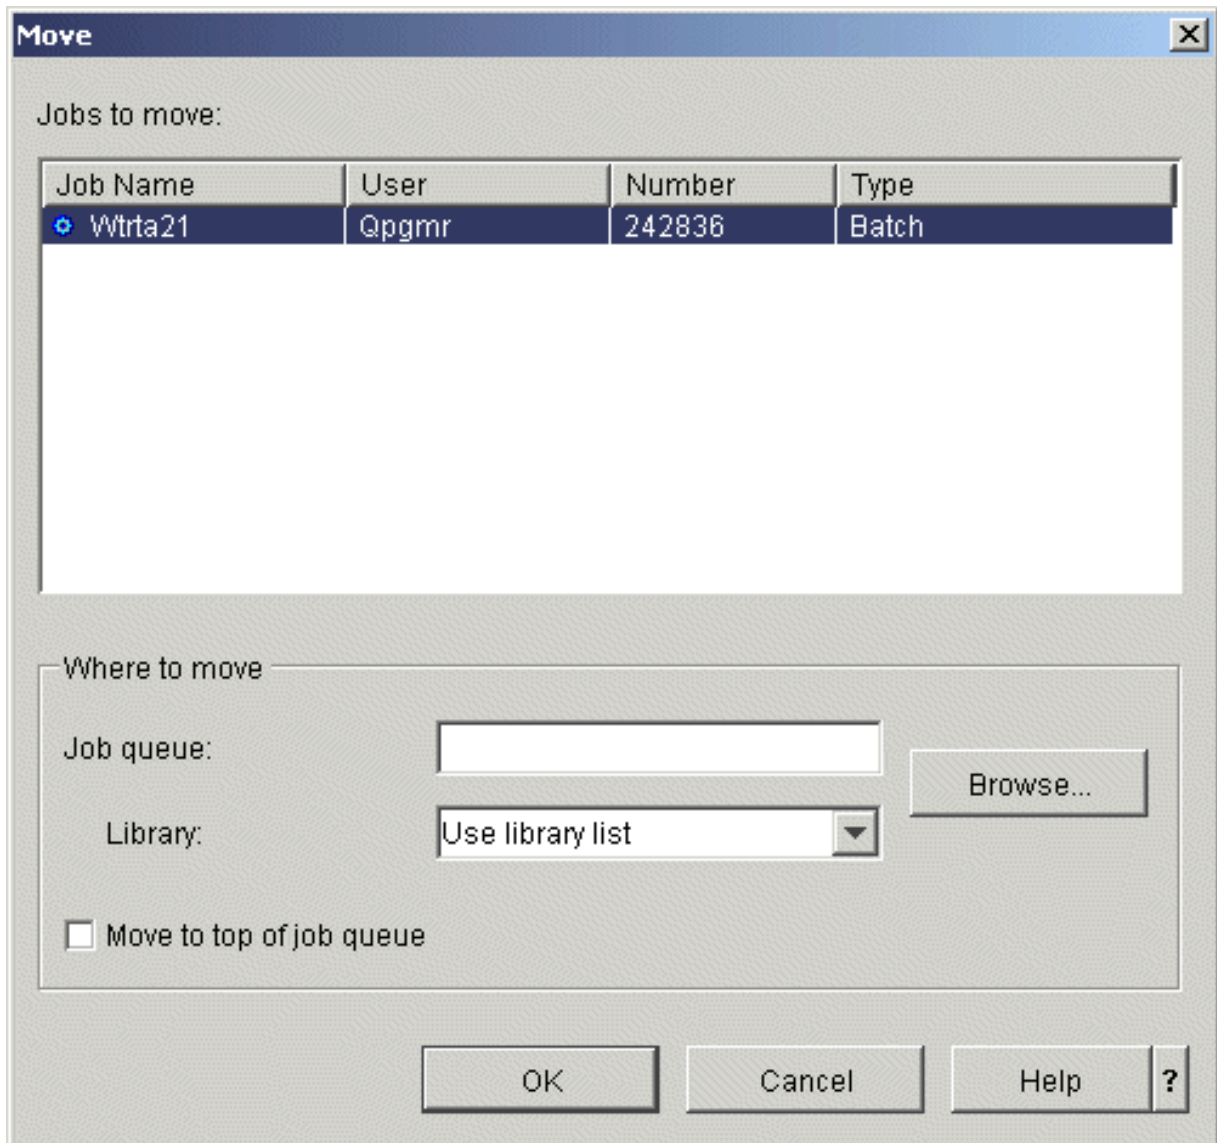 Move
Jobs to move:
Job Name User Number Type
Wtrta21 Qpgmr 242836 Batch
Where to move
Job queue:
Browse...
Library: Use library list
Move to top of job queue
OK Cancel Help ?